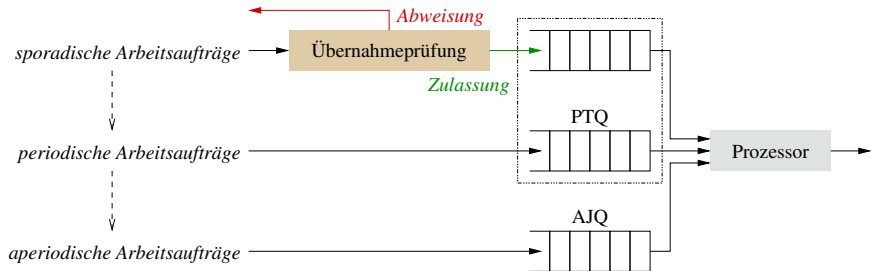 Abweisung
sporadische Arbeitsaufträge
Übernahmeprüfung
Zulassung
PTQ
periodische Arbeitsaufträge
Prozessor
AJQ
aperiodische Arbeitsaufträge